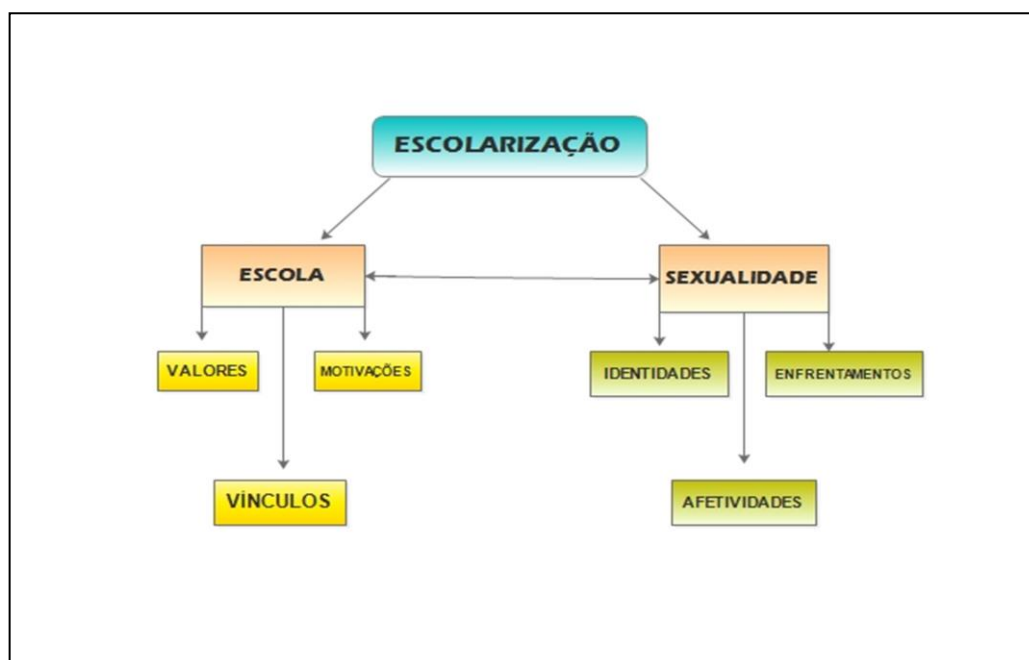 ESCOLARIZAÇÃO
ESCOLA
SEXUALIDADE
VALORES
MOTIVAÇÕES
IDENTIDADES
ENFRENTAMENTOS
VÍNCULOS
AFETIVIDADES